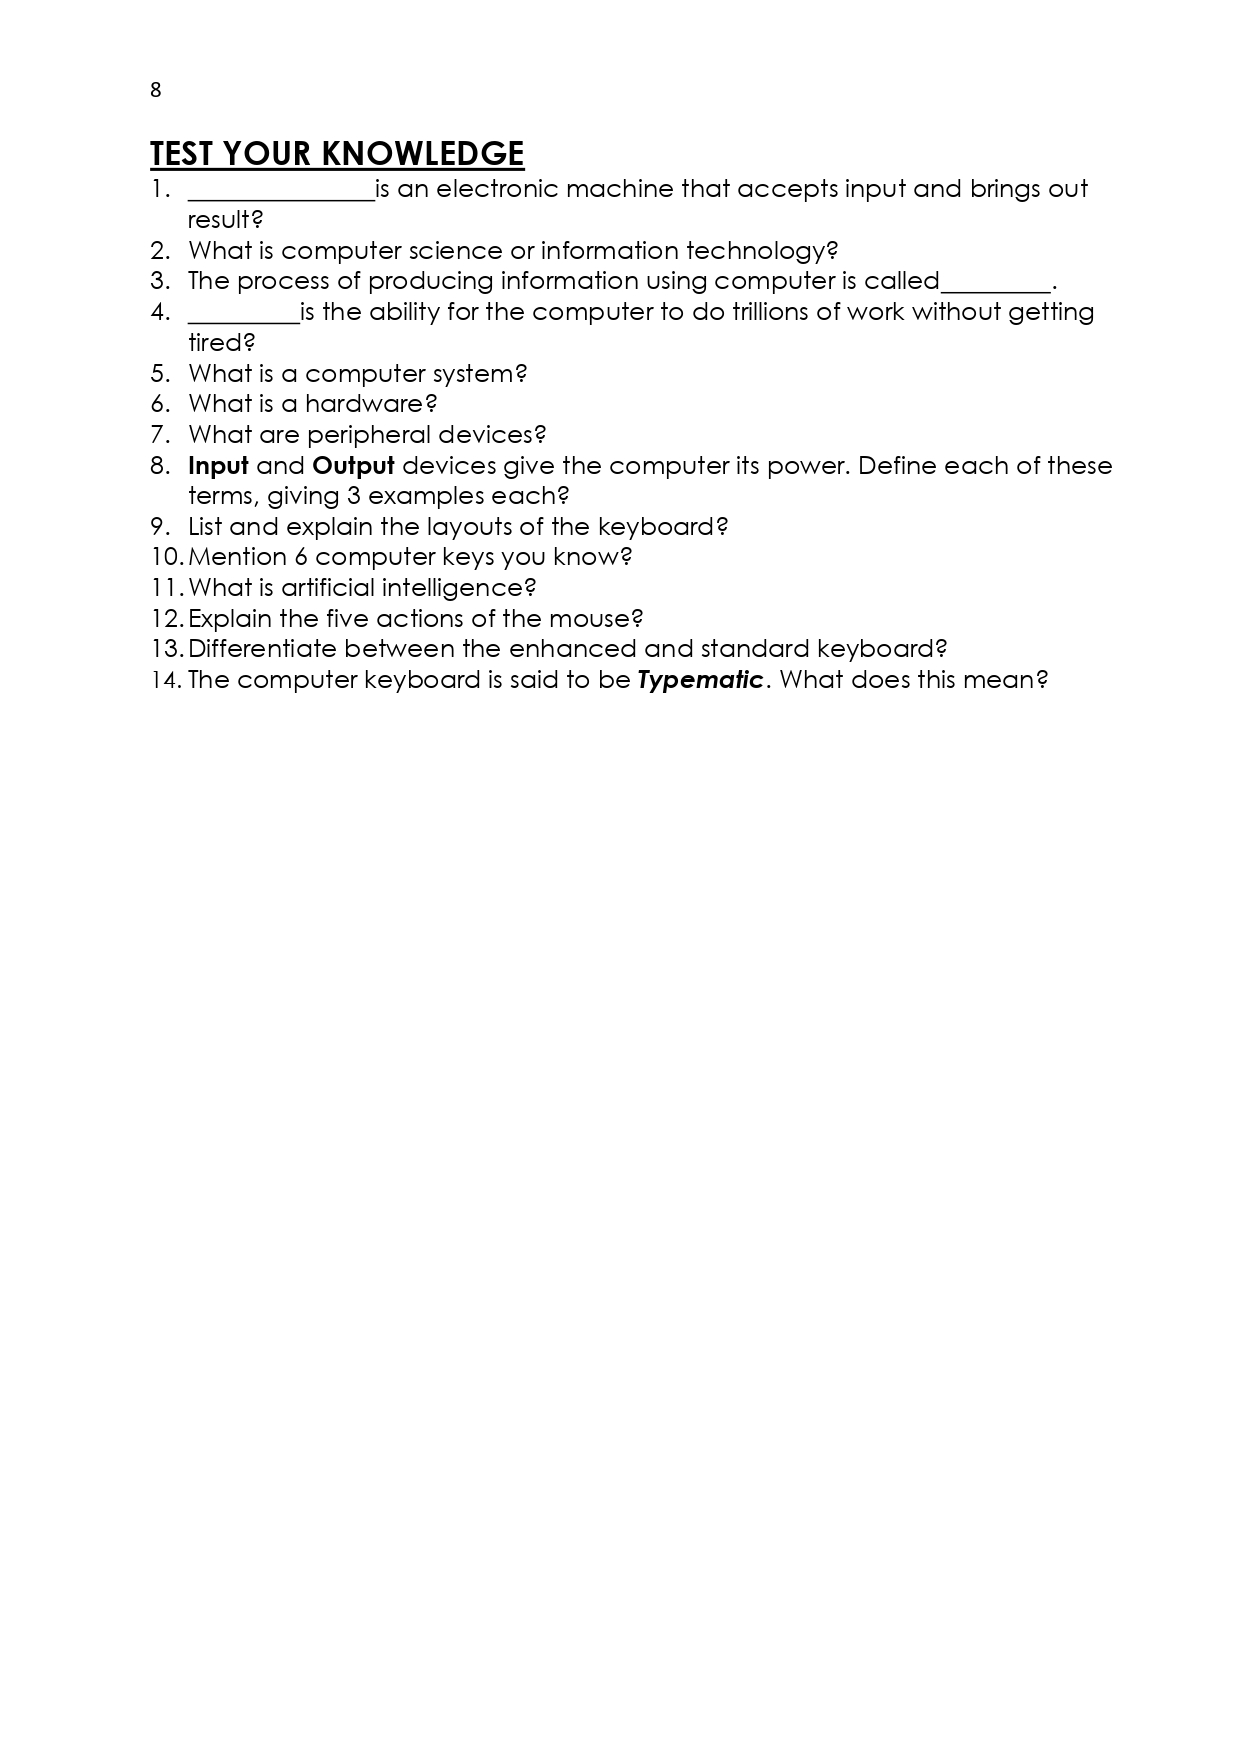 8
TEST YOUR KNOWLEDGE
1. _______________is an electronic machine that accepts input and brings out
result?
2. What is computer science or information technology?
3. The process of producing information using computer is called_________.
4. _________is the ability for the computer to do trillions of work without getting
tired?
5. What is a computer system?
6. What is a hardware?
7. What are peripheral devices?
8. Input and Output devices give the computer its power. Define each of these
terms, giving 3 examples each?
9. List and explain the layouts of the keyboard?
10. Mention 6 computer keys you know?
11. What is artificial intelligence?
12. Explain the five actions of the mouse?
13. Differentiate between the enhanced and standard keyboard?
14. The computer keyboard is said to be Typematic. What does this mean?